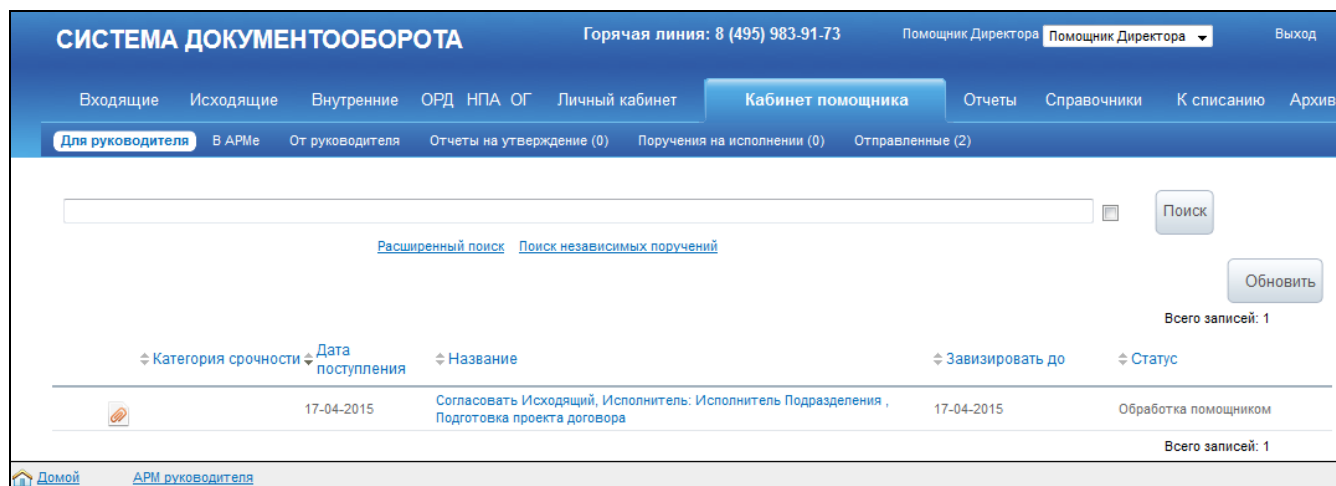 СИСТЕМА ДОКУМЕНТООБОРОТА Горячая линия: 8 (495) 983-91-73 Помощник Директора Помощник Директора Выход
Входящие Исходящие Внутренние ОРД НПА ОГ Личный кабинет Кабинет помощника Отчеты Справочники К списанию Архив
Для руководителя В АРМе От руководителя Отчеты на утверждение (0) Поручения на исполнении (0) Отправленные (2)
Поиск
Расширенный поиск Поиск независимых поручений
Обновить
Всего записей: 1
Категория срочности Дата поступления Название Завизировать до Статус
17-04-2015 Согласовать Исходящий, Исполнитель: Исполнитель Подразделения , 17-04-2015 Обработка помощником
Подготовка проекта договора
Всего записей: 1
Домой АРМ руководителя